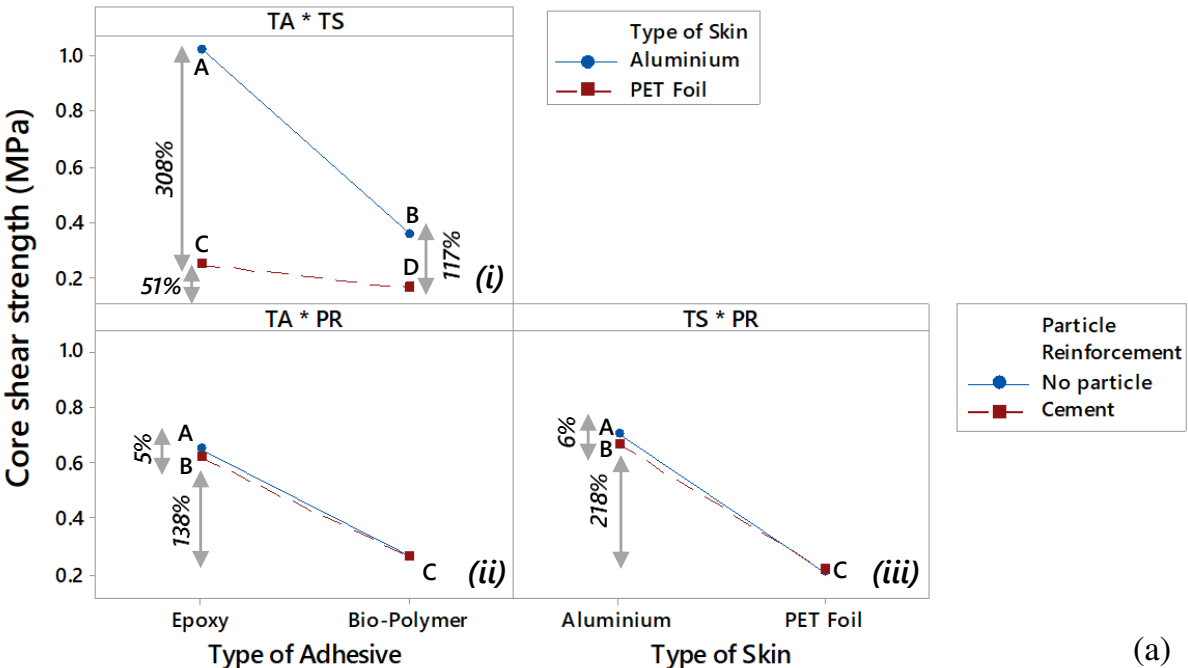 TA * TS
Type of Skin
Aluminium
PET Foil
Core shear strength (MPa)
1.0
0.8
0.6
0.4
0.2
A
308%
B
C
D
117%
51%
(i)
TA * PR
TS * PR
Particle
Reinforcement
No particle
Cement
1.0
0.8
0.6
0.4
0.2
A
5%
B
138%
C
(ii)
6%
A
B
218%
C
(iii)
Epoxy
Bio-Polymer
Aluminium
PET Foil
Type of Adhesive
Type of Skin
(a)